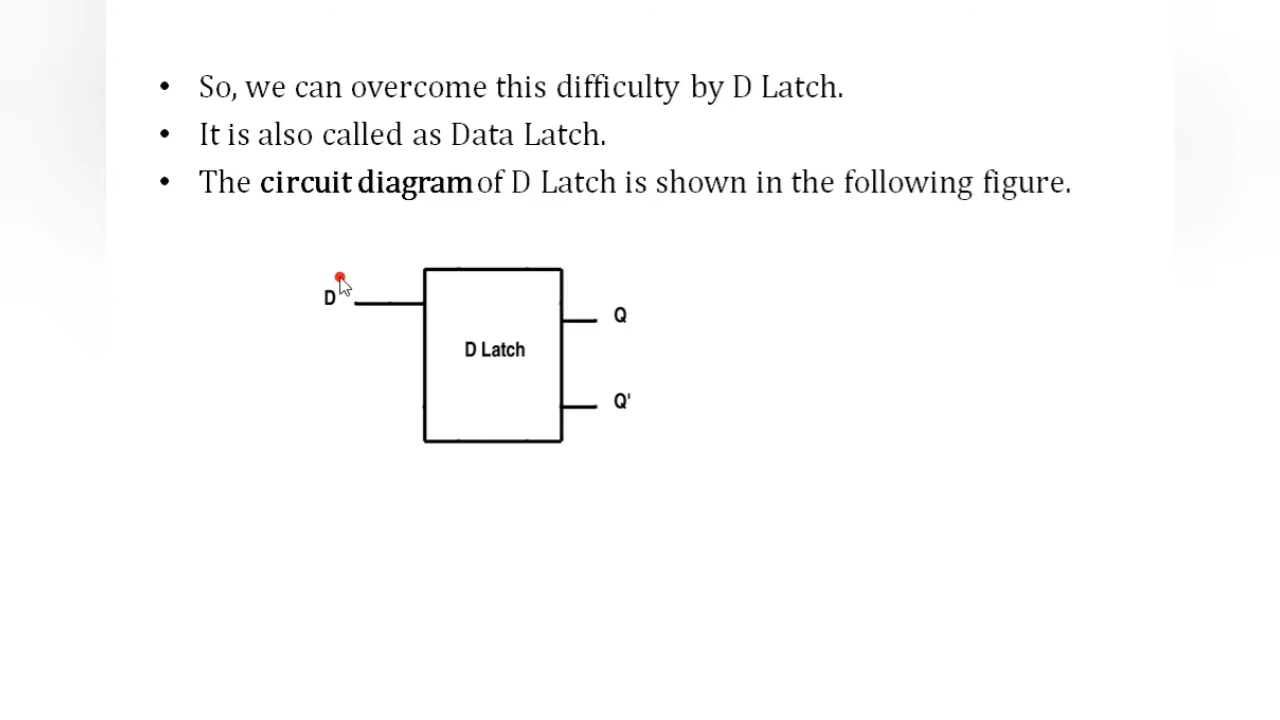 • So, we can overcome this difficulty by D Latch.
• It is also called as Data Latch.
• The circuit diagram of D Latch is shown in the following figure.
D
Q
D Latch
Q'